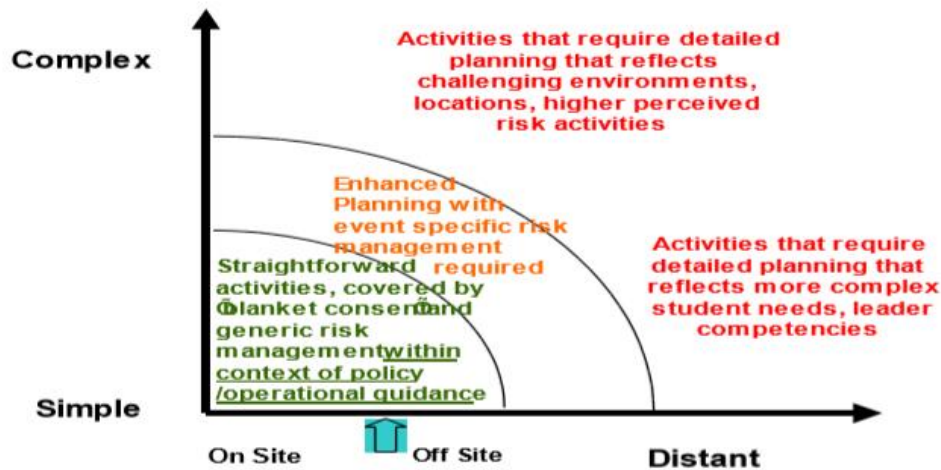 Complex
Activities that require detailed
planning that reflects
challenging environments,
locations, higher perceived
risk activities
Enhanced
Planning with
event specific risk
management
required
Straightforward
activities, covered by
blanket consent and
generic risk
management within
context of policy
/operational guidance
Activities that require
detailed planning that
reflects more complex
student needs, leader
competencies
Simple
On Site
Off Site
Distant